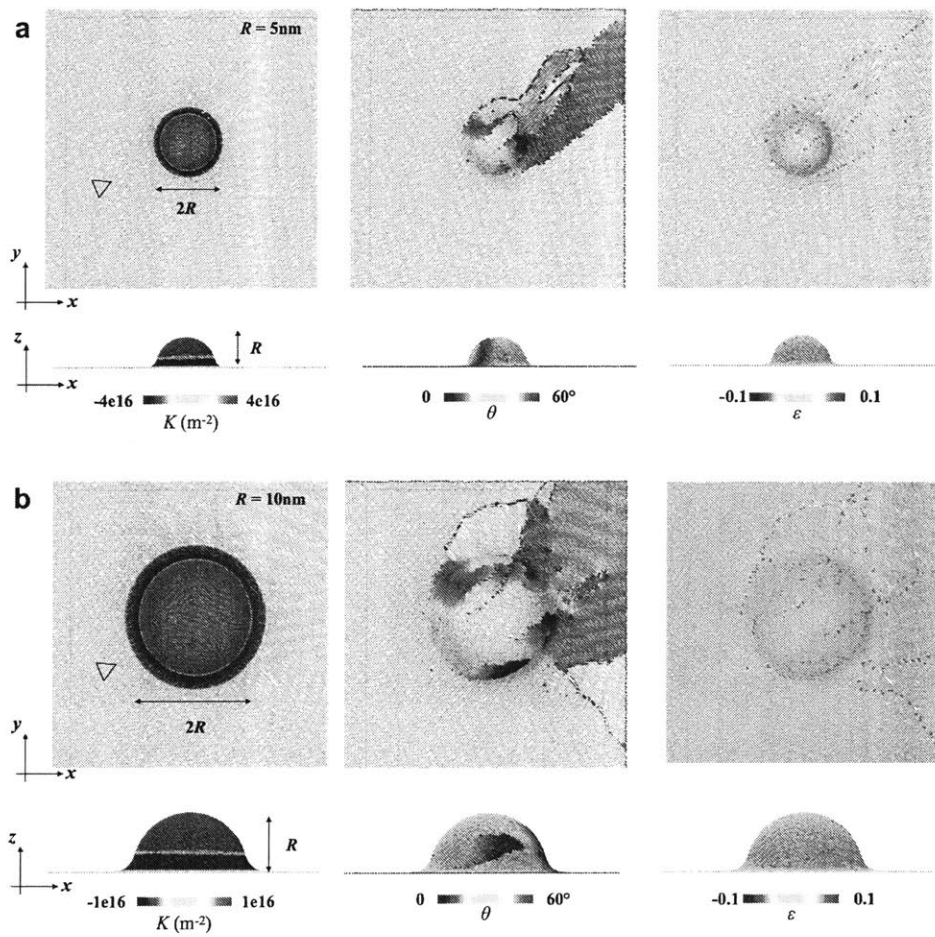 a
R = 5nm
2R
y
x
z
x
R
-4e16 4e16
K (m⁻²)
0 60°
θ
-0.1 0.1
ε
b
R = 10nm
2R
y
x
z
x
R
-1e16 1e16
K (m⁻²)
0 60°
θ
-0.1 0.1
ε